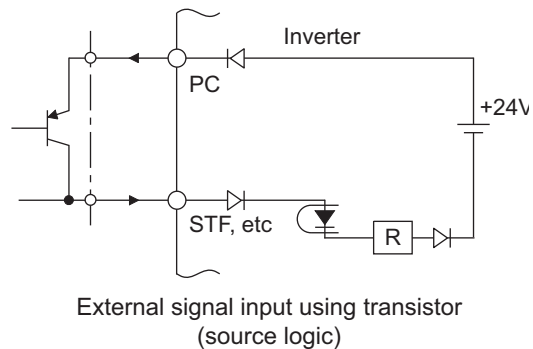 Inverter
PC
+24V
STF, etc
R
External signal input using transistor
(source logic)